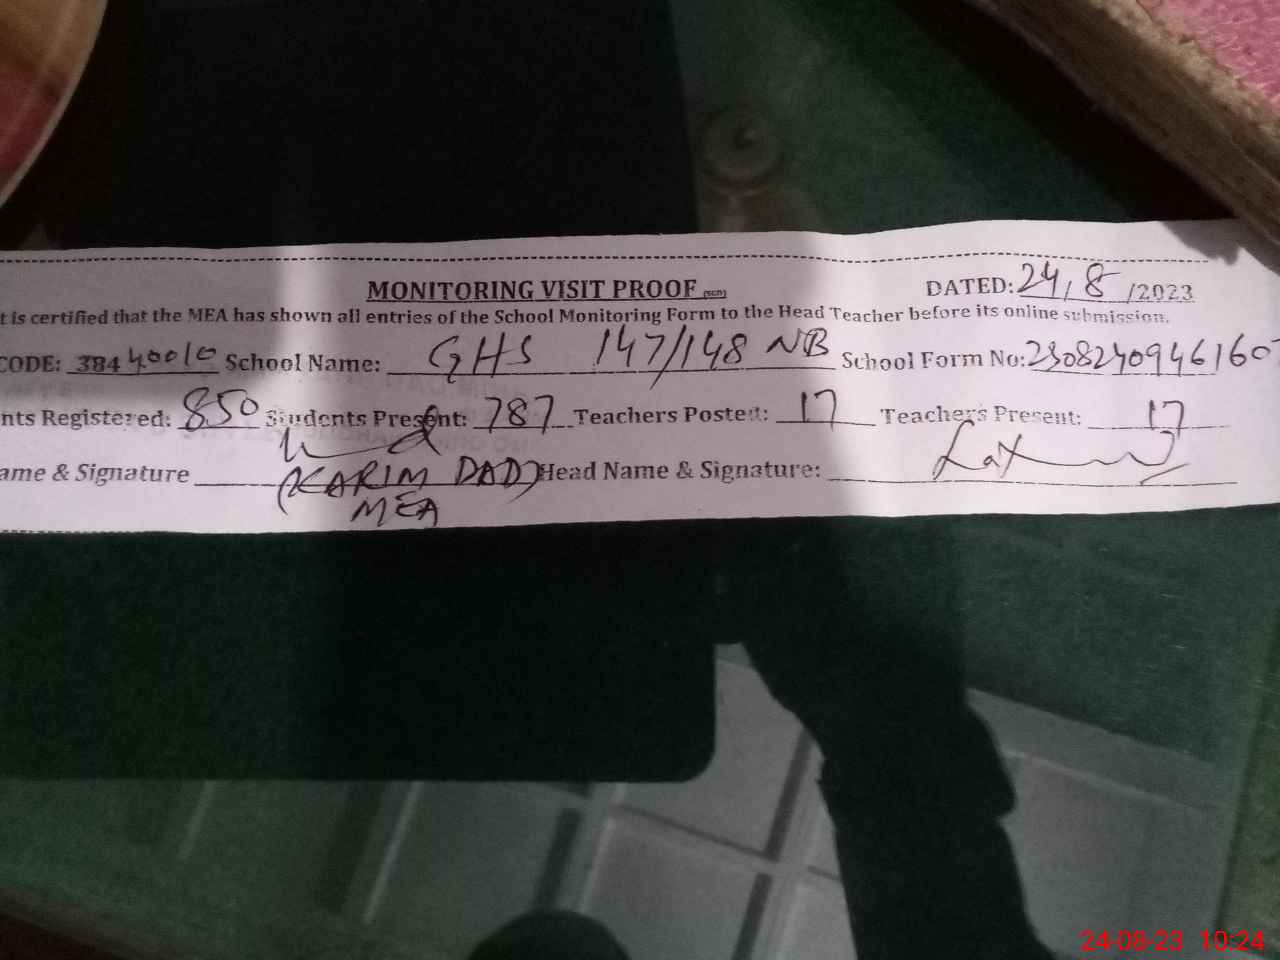 MONITORING VISIT PROOF (SED) DATED: 24/8/2023
t is certified that the MEA has shown all entries of the School Monitoring Form to the Head Teacher before its online submission.
CODE: 38440010 School Name: GHS 147/148 NB School Form No: 2308240946160
nts Registered: 850 Students Present: 787 Teachers Posted: 17 Teachers Present: 17
ame & Signature (KARIM DAD) Head Name & Signature:
MEA
24-08-23 10:24